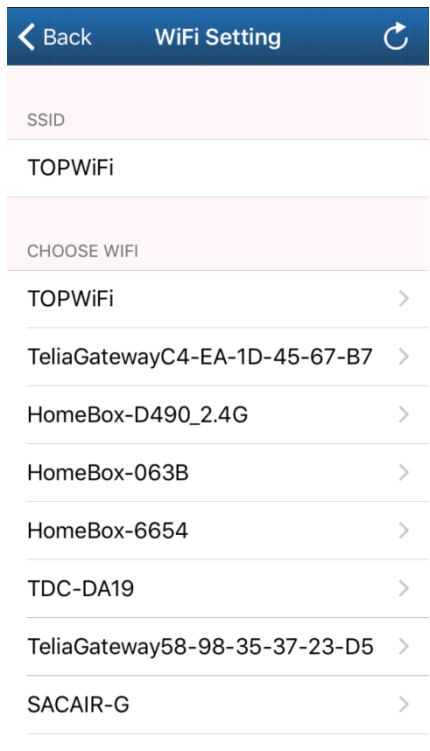 Back WiFi Setting
SSID
TOPWiFi
CHOOSE WIFI
TOPWiFi
TeliaGatewayC4-EA-1D-45-67-B7
HomeBox-D490_2.4G
HomeBox-063B
HomeBox-6654
TDC-DA19
TeliaGateway58-98-35-37-23-D5
SACAIR-G